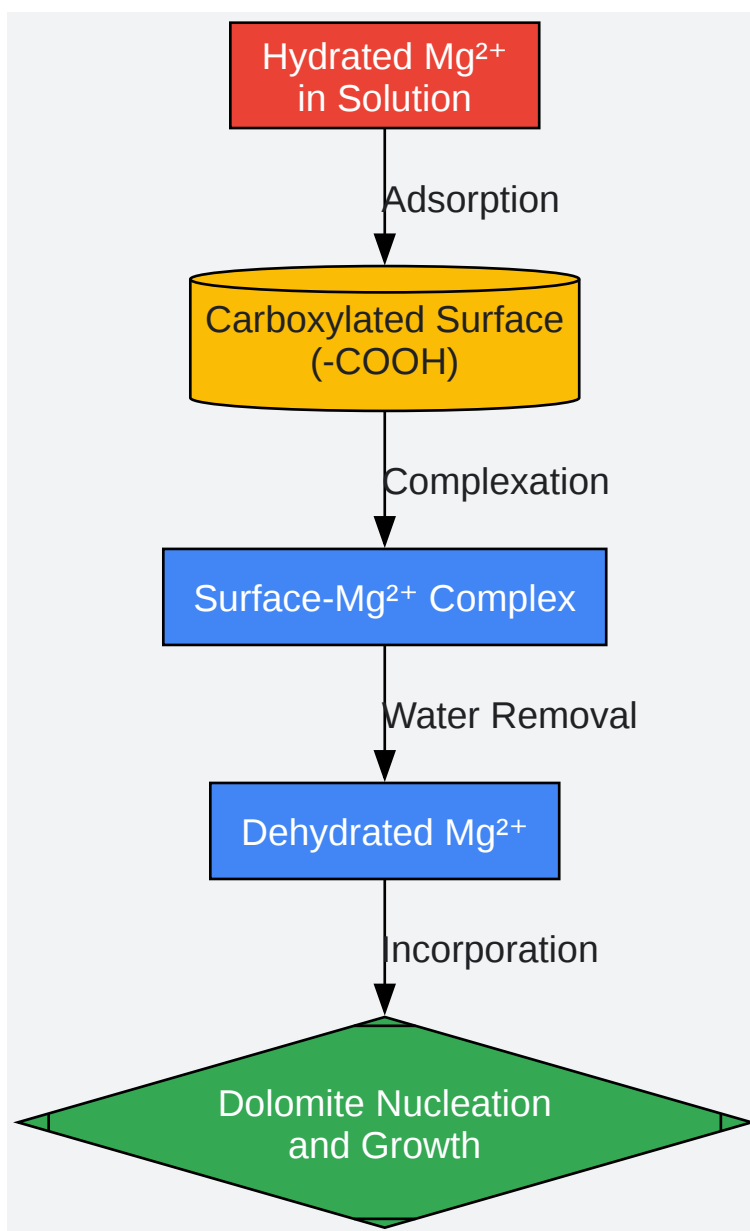 Hydrated Mg²⁺
in Solution
Adsorption
Carboxylated Surface
(-COOH)
Complexation
Surface-Mg²⁺ Complex
Water Removal
Dehydrated Mg²⁺
Incorporation
Dolomite Nucleation
and Growth